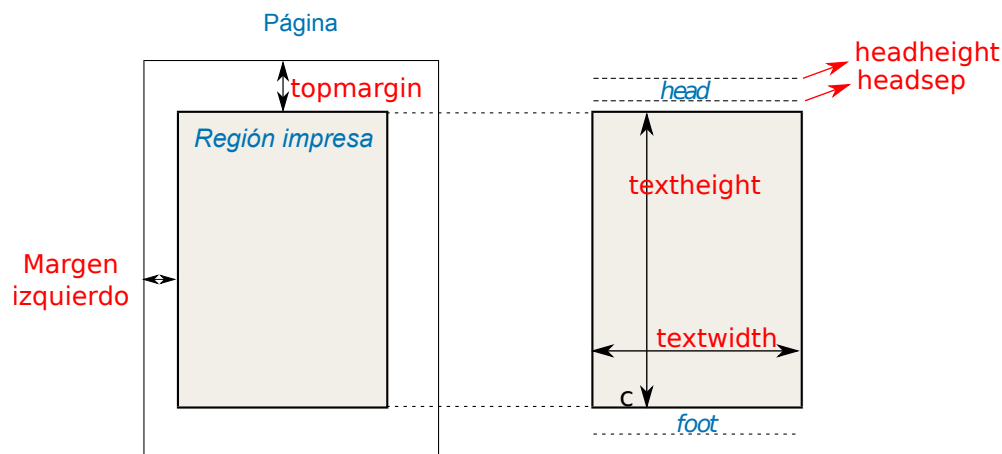 Página
topmargin
Región impresa
Margen
izquierdo
headheight
headsep
head
textheight
textwidth
c
foot